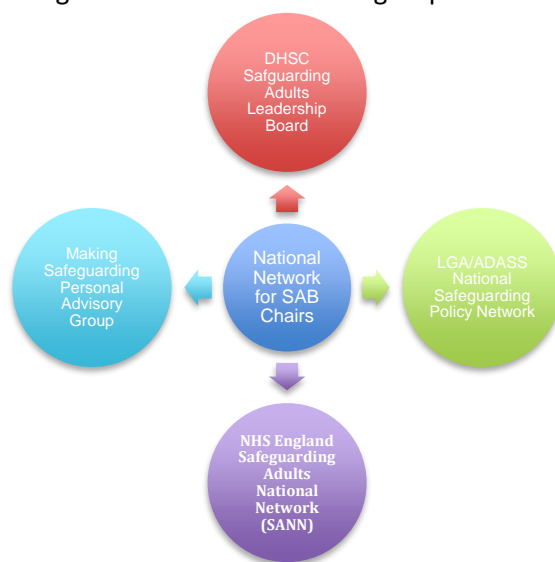 DHSC
Safguarding
Adults
Leadership
Board
Making
Safeguarding
Personal
Advisory
Group
National
Network
for SAB
Chairs
LGA/ADASS
National
Safeguarding
Policy Network
NHS England
Safeguarding
Adults
National
Network
(SANN)